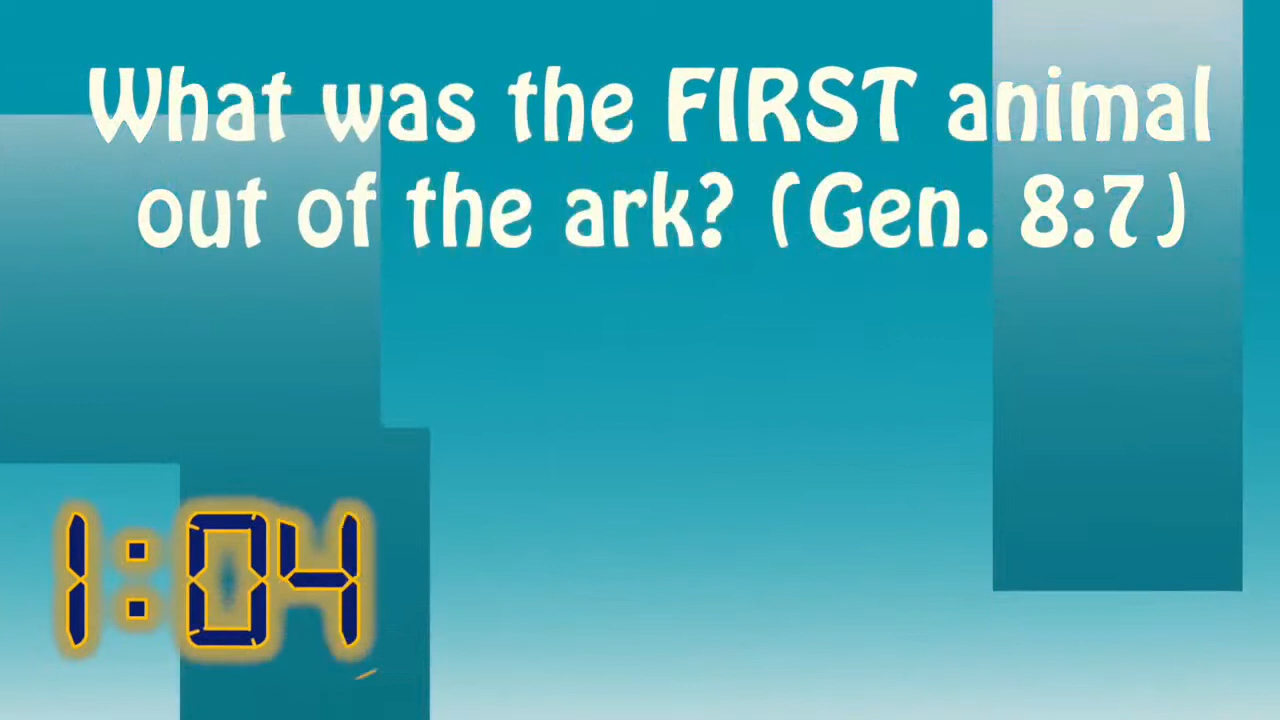 What was the FIRST animal
out of the ark? (Gen. 8:7)
1:04